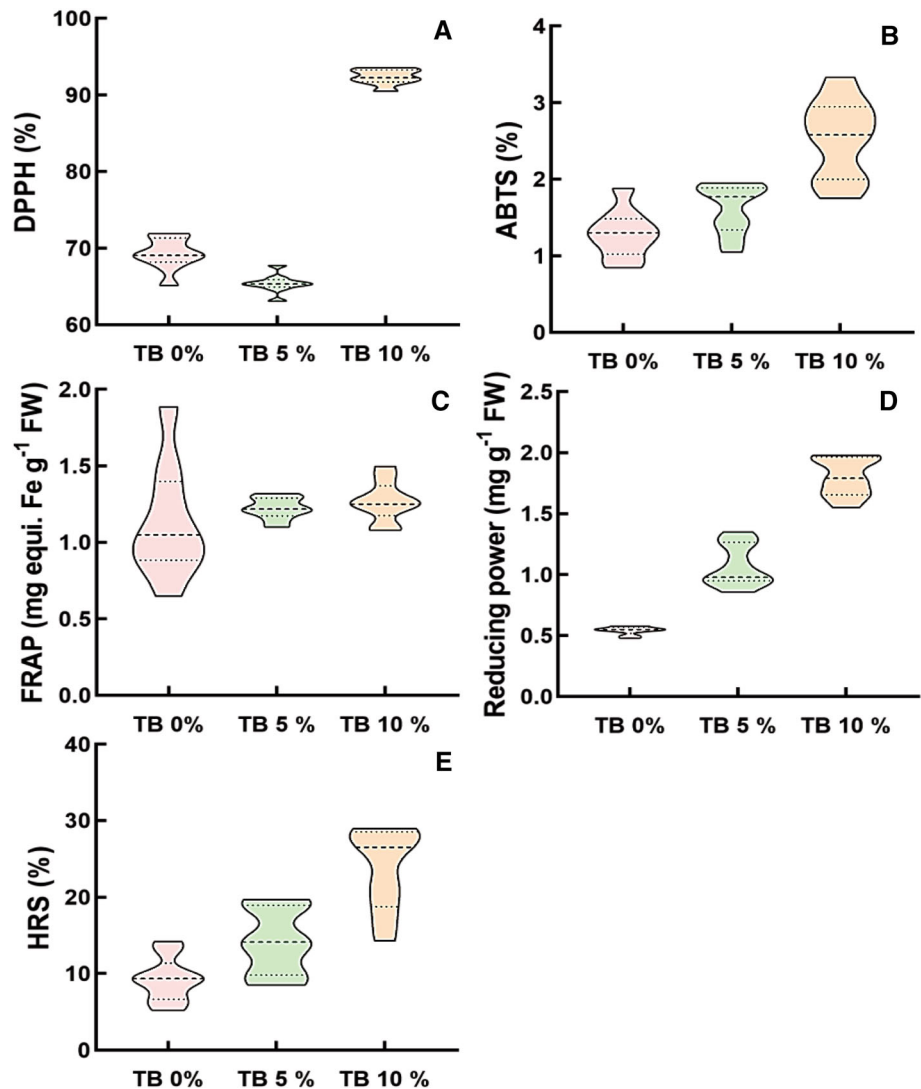 A
DPPH (%)
100
90
80
70
60
TB 0% TB 5 % TB 10 %
B
ABTS (%)
4
3
2
1
0
TB 0% TB 5 % TB 10 %
C
FRAP (mg equi. Fe g⁻¹ FW)
2.0
1.5
1.0
0.5
0.0
TB 0% TB 5 % TB 10 %
D
Reducing power (mg g⁻¹ FW)
2.5
2.0
1.5
1.0
0.5
0.0
TB 0% TB 5 % TB 10 %
E
HRS (%)
40
30
20
10
0
TB 0% TB 5 % TB 10 %